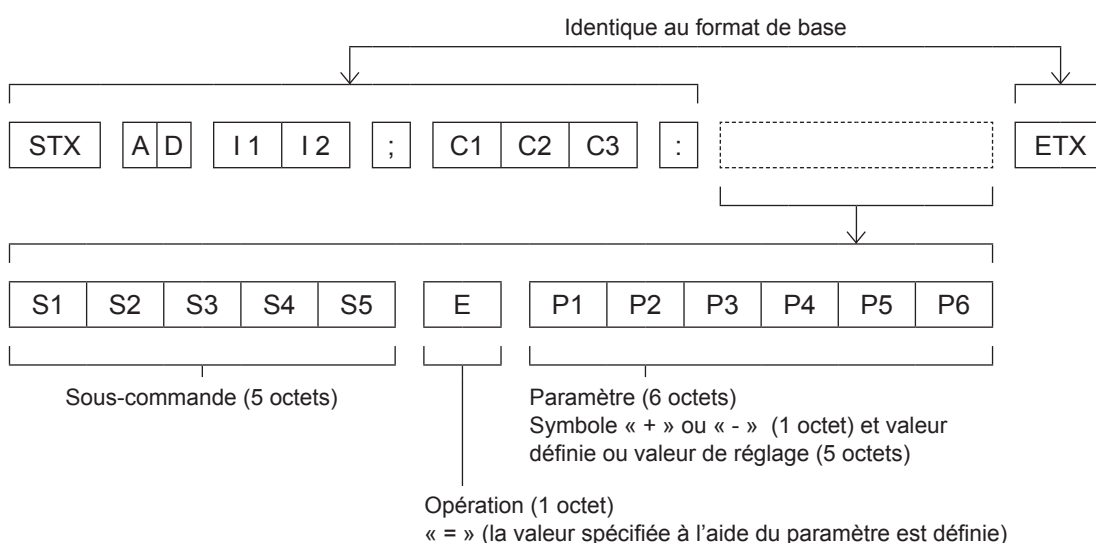 Identique au format de base
STX A D I 1 I 2 ; C1 C2 C3 : ETX
S1 S2 S3 S4 S5 E P1 P2 P3 P4 P5 P6
Sous-commande (5 octets)
Paramètre (6 octets)
Symbole « + » ou « - » (1 octet) et valeur
définie ou valeur de réglage (5 octets)
Opération (1 octet)
« = » (la valeur spécifiée à l'aide du paramètre est définie)